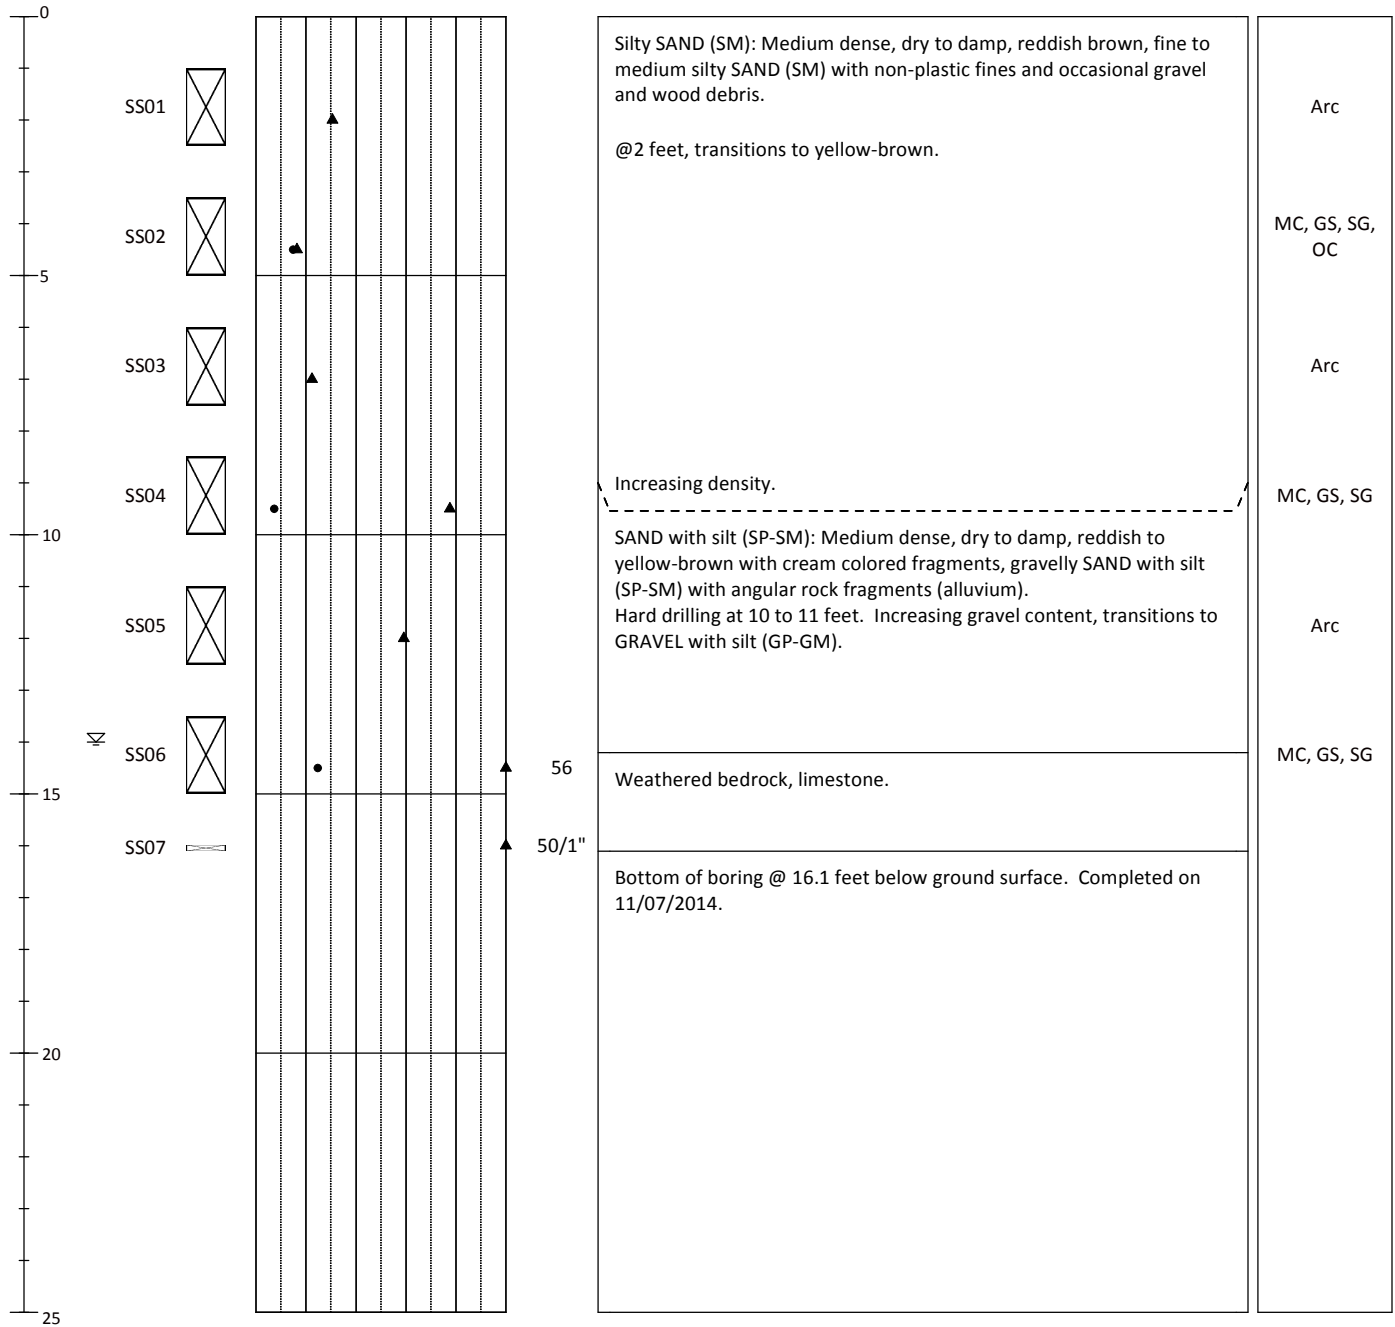 0
Silty SAND (SM): Medium dense, dry to damp, reddish brown, fine to
medium silty SAND (SM) with non-plastic fines and occasional gravel
and wood debris.
SS01
Arc
@2 feet, transitions to yellow-brown.
SS02
MC, GS, SG,
OC
5
SS03
Arc
Increasing density.
SS04
MC, GS, SG
10
SAND with silt (SP-SM): Medium dense, dry to damp, reddish to
yellow-brown with cream colored fragments, gravelly SAND with silt
(SP-SM) with angular rock fragments (alluvium).
Hard drilling at 10 to 11 feet.  Increasing gravel content, transitions to
GRAVEL with silt (GP-GM).
SS05
Arc
SS06
56
MC, GS, SG
Weathered bedrock, limestone.
15
SS07
50/1"
Bottom of boring @ 16.1 feet below ground surface.  Completed on
11/07/2014.
20
25